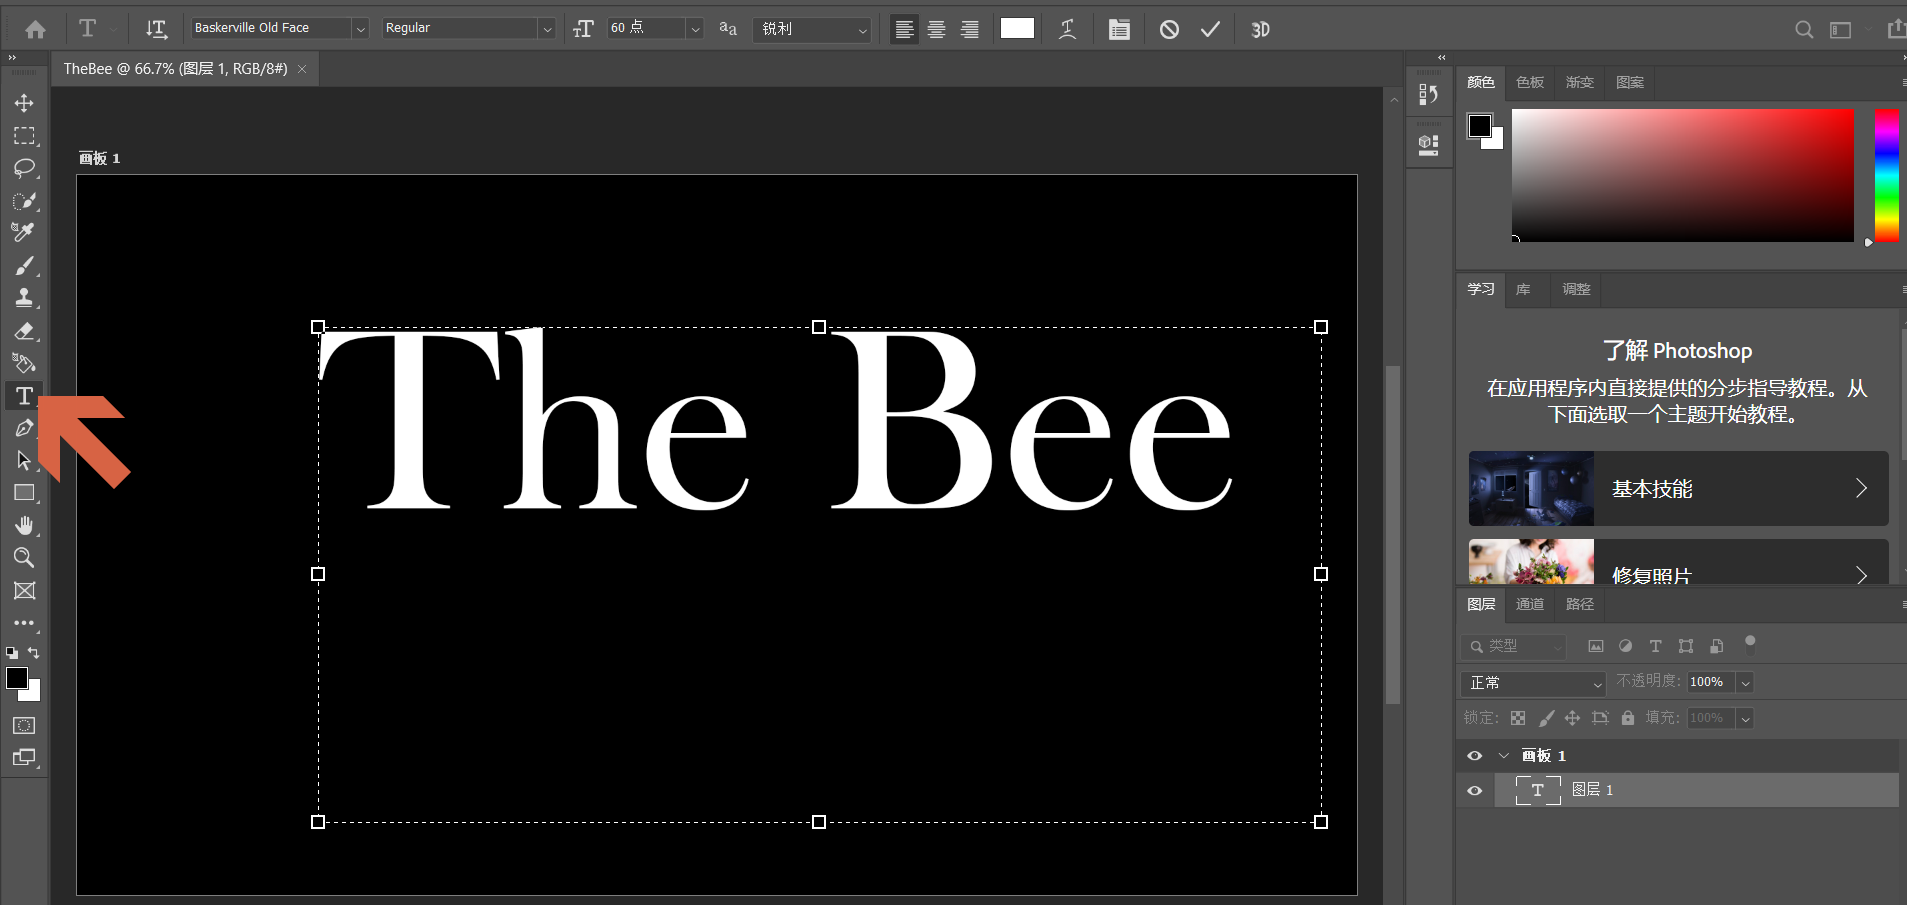 Baskerville Old Face
Regular
60 点
aa
锐利
3D
TheBee @ 66.7% (图层 1, RGB/8#)
画板 1
The Bee
颜色 色板 渐变 图案
学习 库 调整
了解 Photoshop
在应用程序内直接提供的分步指导教程。从
下面选取一个主题开始教程。
基本技能
修复照片
图层 通道 路径
类型
正常 不透明度: 100%
锁定: 填充: 100%
画板 1
图层 1